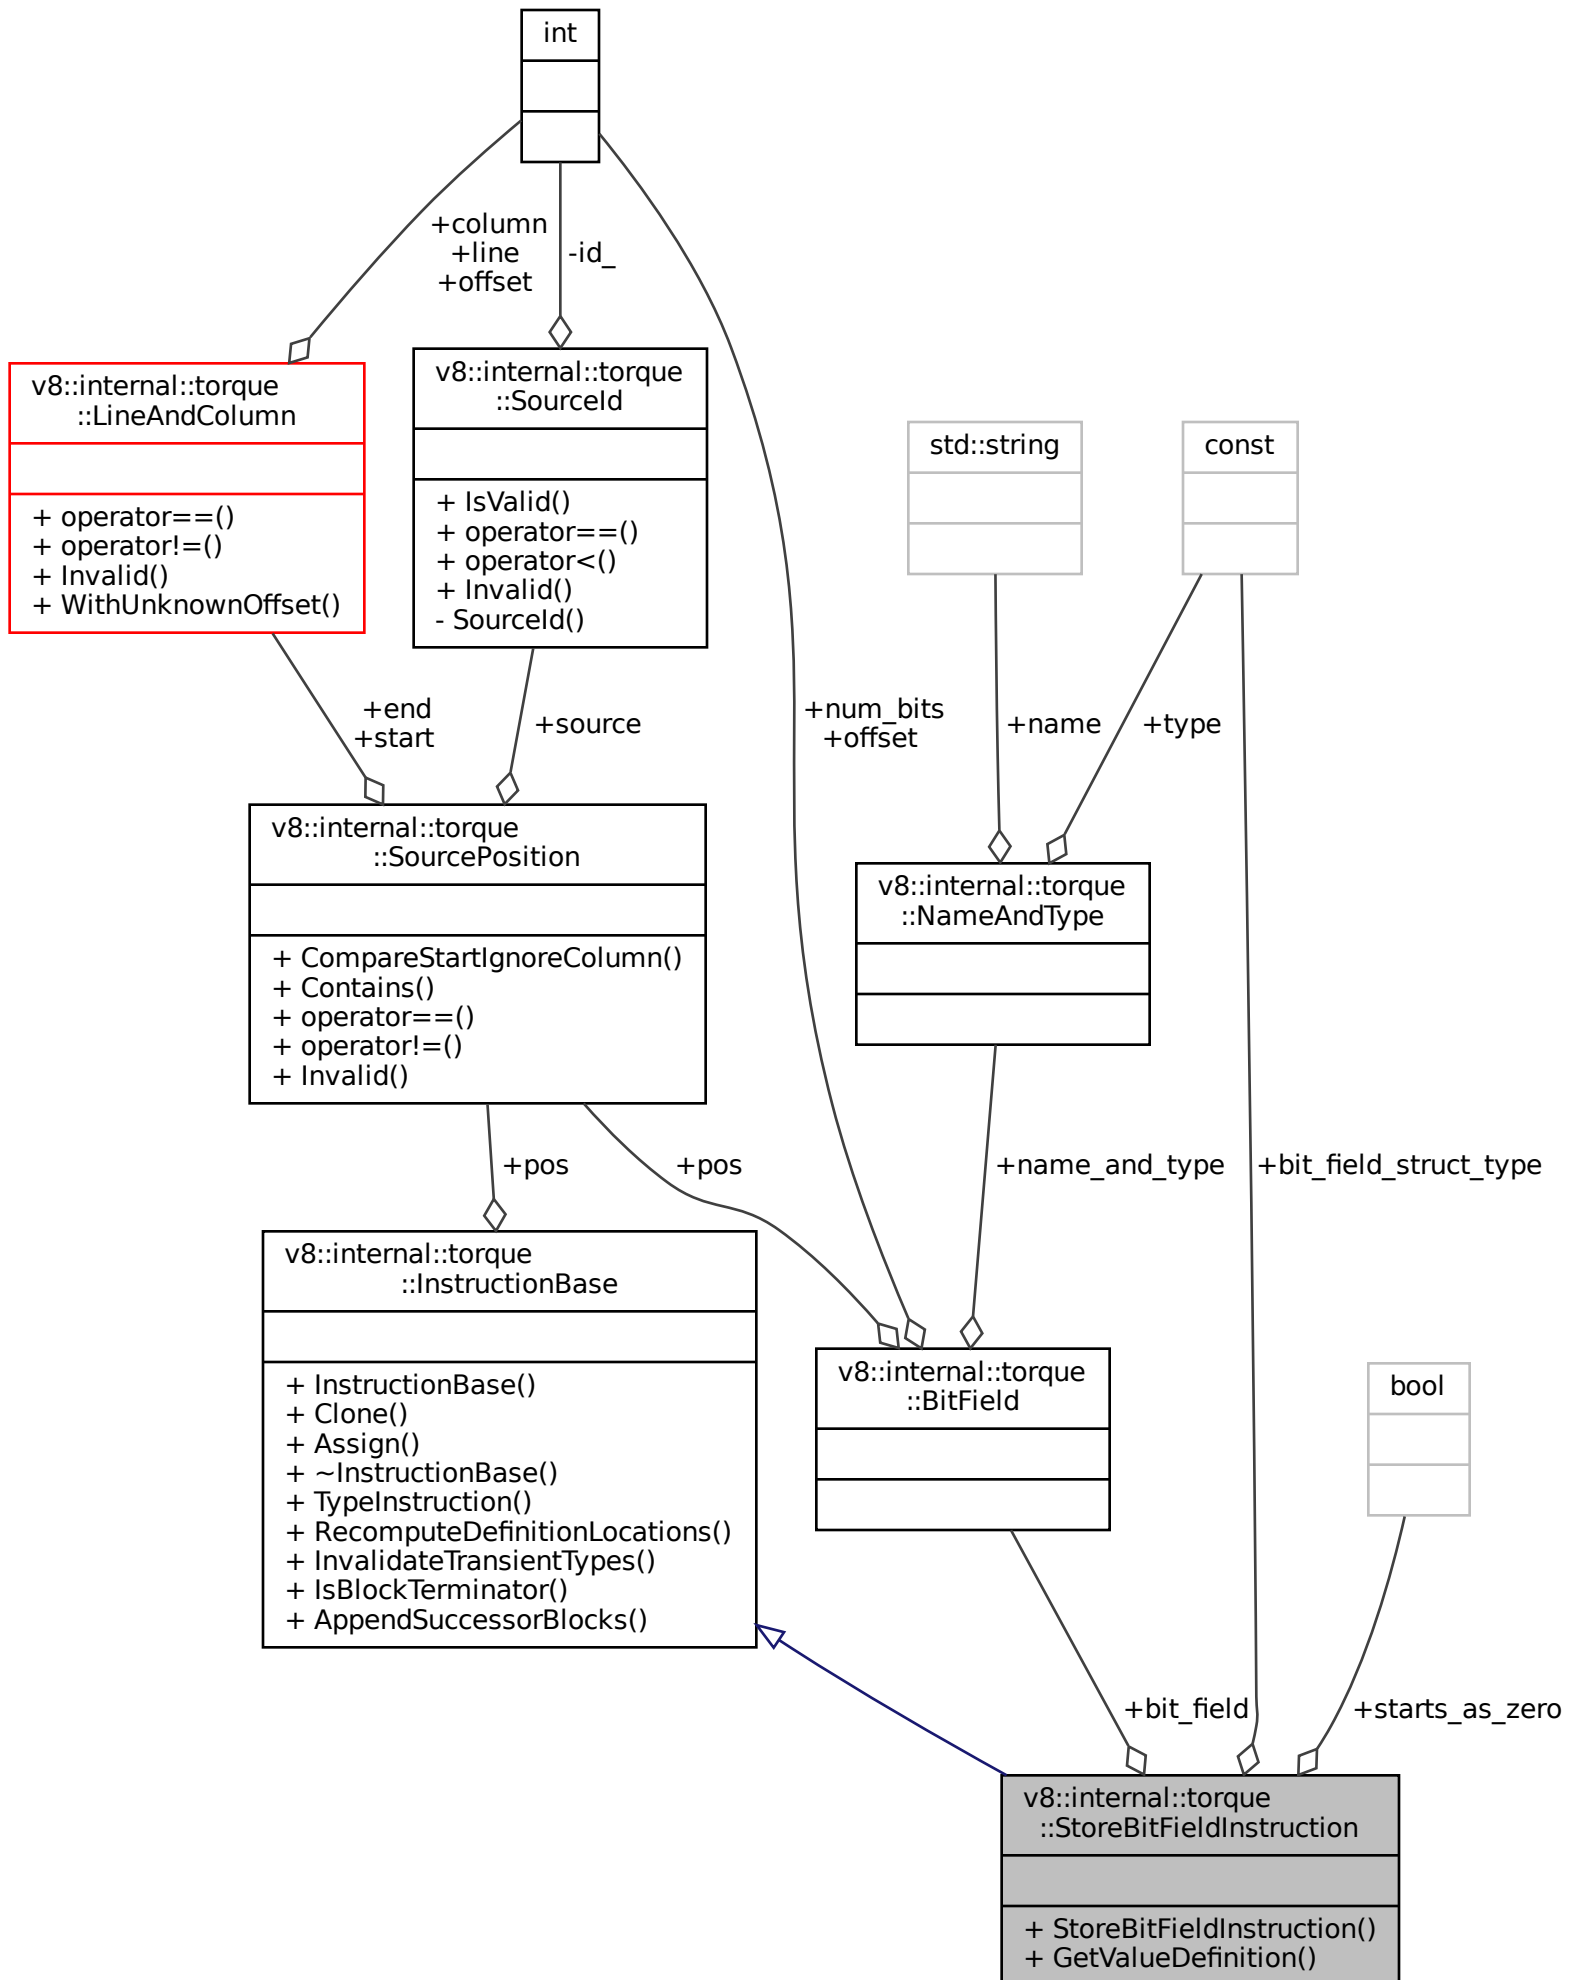 int
+column
+line
+offset
-id_
v8::internal::torque
::LineAndColumn
+ operator==()
+ operator!=()
+ Invalid()
+ WithUnknownOffset()
v8::internal::torque
::SourceId
+ IsValid()
+ operator==()
+ operator<()
+ Invalid()
- SourceId()
std::string
const
+end
+start
+source
+num_bits
+offset
+name
+type
v8::internal::torque
::SourcePosition
+ CompareStartIgnoreColumn()
+ Contains()
+ operator==()
+ operator!=()
+ Invalid()
v8::internal::torque
::NameAndType
+pos
+pos
+name_and_type
+bit_field_struct_type
v8::internal::torque
::InstructionBase
+ InstructionBase()
+ Clone()
+ Assign()
+ ~InstructionBase()
+ TypeInstruction()
+ RecomputeDefinitionLocations()
+ InvalidateTransientTypes()
+ IsBlockTerminator()
+ AppendSuccessorBlocks()
v8::internal::torque
::BitField
bool
+bit_field
+starts_as_zero
v8::internal::torque
::StoreBitFieldInstruction
+ StoreBitFieldInstruction()
+ GetValueDefinition()